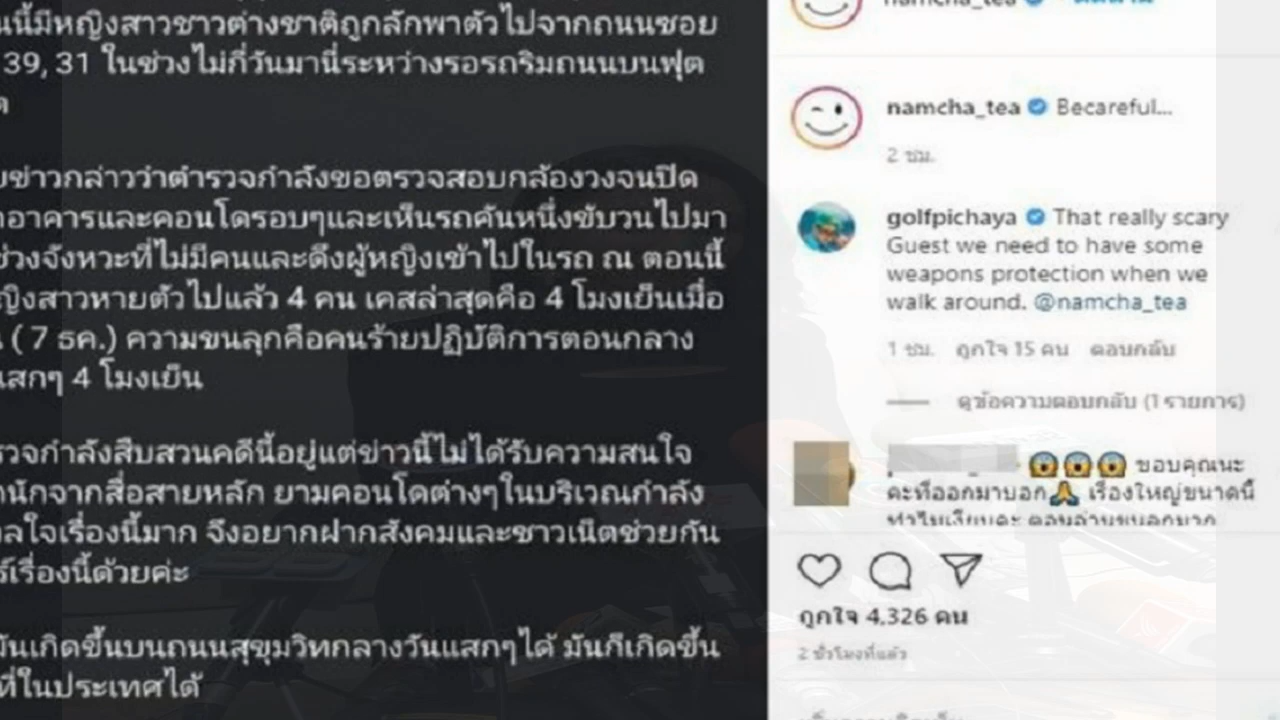 นนี้มีหญิงสาวชาวต่างชาติถูกลักพาตัวไปจากถนนซอย
39, 31 ในช่วงไม่กี่วันมานี่ระหว่างรอรถริมถนนบนฟุต
ข่าวกล่าวว่าตำรวจกำลังขอตรวจสอบกล้องวงจนปิด
อาคารและคอนโดรอบๆและเห็นรถคันหนึ่งขับวนไปมา
ช่วงจังหวะที่ไม่มีคนและดึงผู้หญิงเข้าไปในรถ ณ ตอนนี้
ญิงสาวหายตัวไปแล้ว 4 คน เคสล่าสุดคือ 4 โมงเย็นเมื่อ
( 7 ธค.) ความขนลุกคือคนร้ายปฏิบัติการตอนกลาง
แสกๆ 4 โมงเย็น
รวจกำลังสืบสวนคดีนี้อยู่แต่ข่าวนี้ไม่ได้รับความสนใจ
นักจากสื่อสายหลัก ยามคอนโดต่างๆในบริเวณกำลัง
ลใจเรื่องนี้มาก จึงอยากฝากสังคมและชาวเน็ตช่วยกัน
ร์เรื่องนี้ด้วยค่ะ
มันเกิดขึ้นบนถนนสุขุมวิทกลางวันแสกๆได้ มันก็เกิดขึ้น
ที่ในประเทศได้
namcha_tea
namcha_tea Becareful...
2 ชม.
golfpichaya That really scary
Guest we need to have some
weapons protection when we
walk around. @namcha_tea
1 ชม. ถูกใจ 15 คน ตอบกลับ
ดูข้อความตอบกลับ (1 รายการ)
😱😱😱 ขอบคุณนะ
คะที่ออกมาบอก🙏 เรื่องใหญ่ขนาดนี้
ทำไมเงียบคะ ตอนอ่านขนลุกมาก
ถูกใจ 4,326 คน
2 ชั่วโมงที่แล้ว